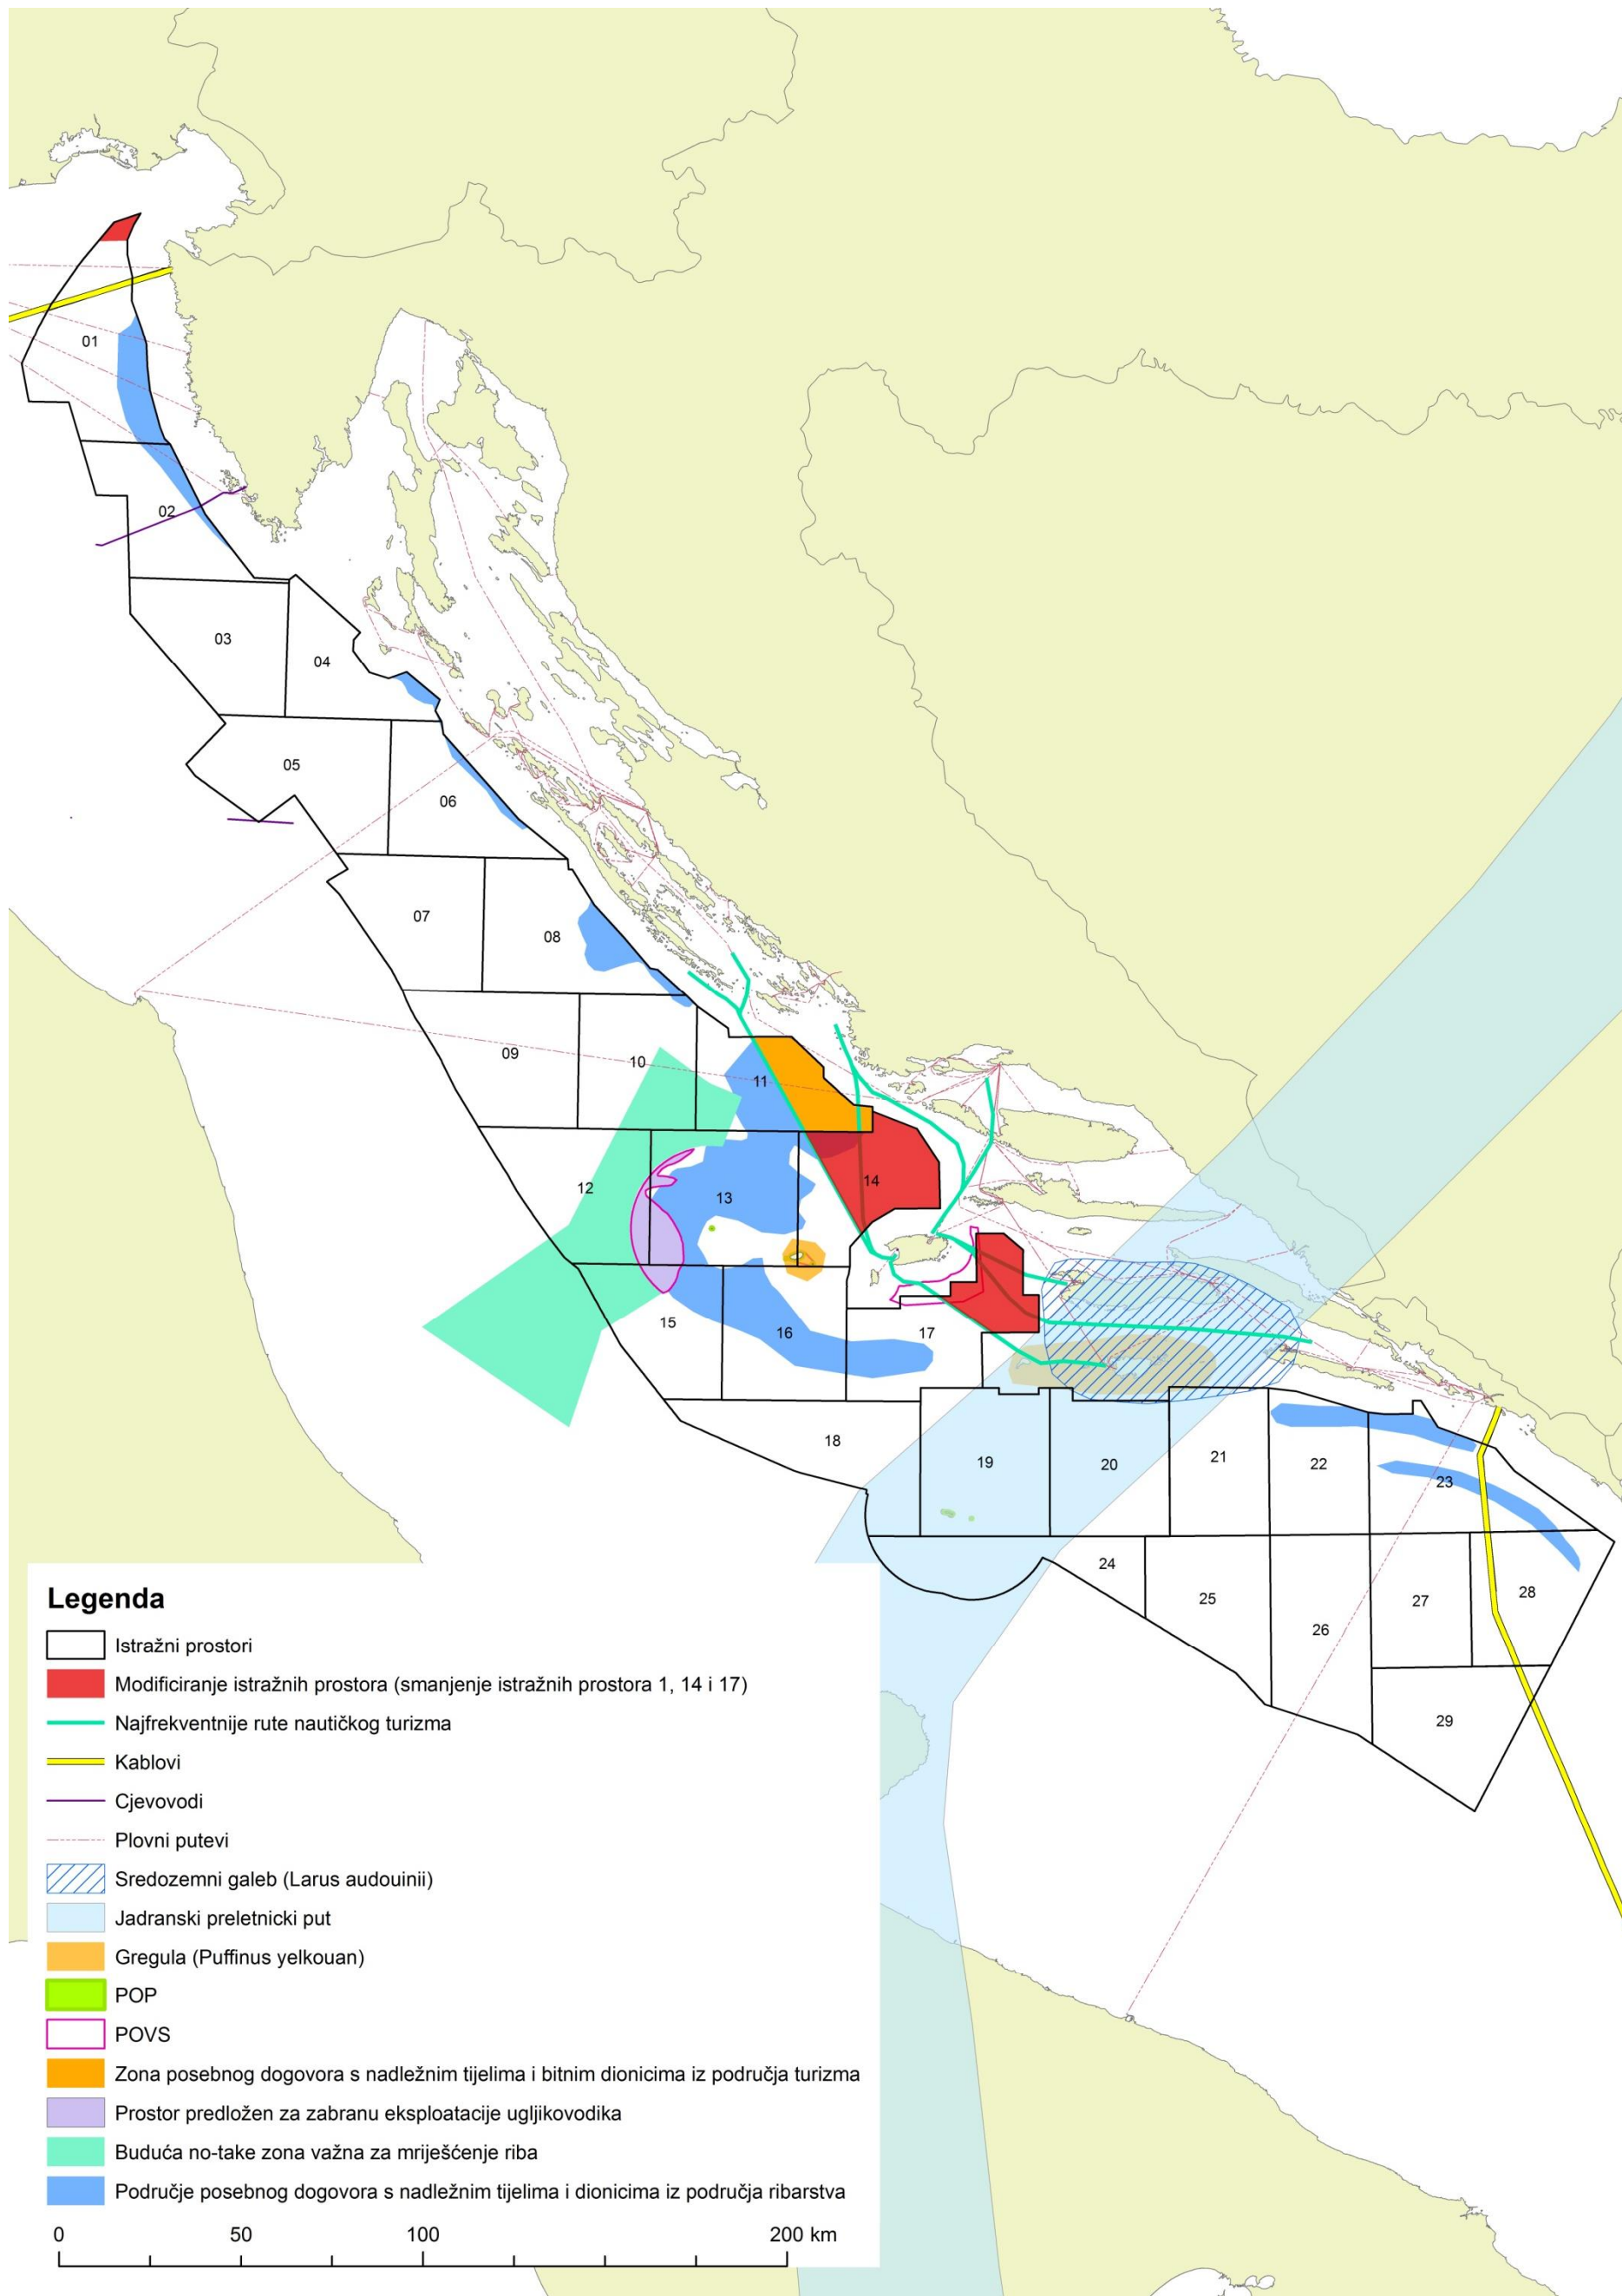 01
02
03
04
05
06
07
08
09
10
11
12
13
14
15
16
17
18
19
20
21
22
23
24
25
26
27
28
29
Legenda
Istražni prostori
Modificiranje istražnih prostora (smanjenje istražnih prostora 1, 14 i 17)
Najfrekventnije rute nautičkog turizma
Kablovi
Cjevovodi
Plovni putevi
Sredozemni galeb (Larus audouinii)
Jadranski preletnicki put
Gregula (Puffinus yelkouan)
POP
POVS
Zona posebnog dogovora s nadležnim tijelima i bitnim dionicima iz područja turizma
Prostor predložen za zabranu eksploatacije ugljikovodika
Buduća no-take zona važna za mriješćenje riba
Područje posebnog dogovora s nadležnim tijelima i dionicima iz područja ribarstva
0 50 100 200 km